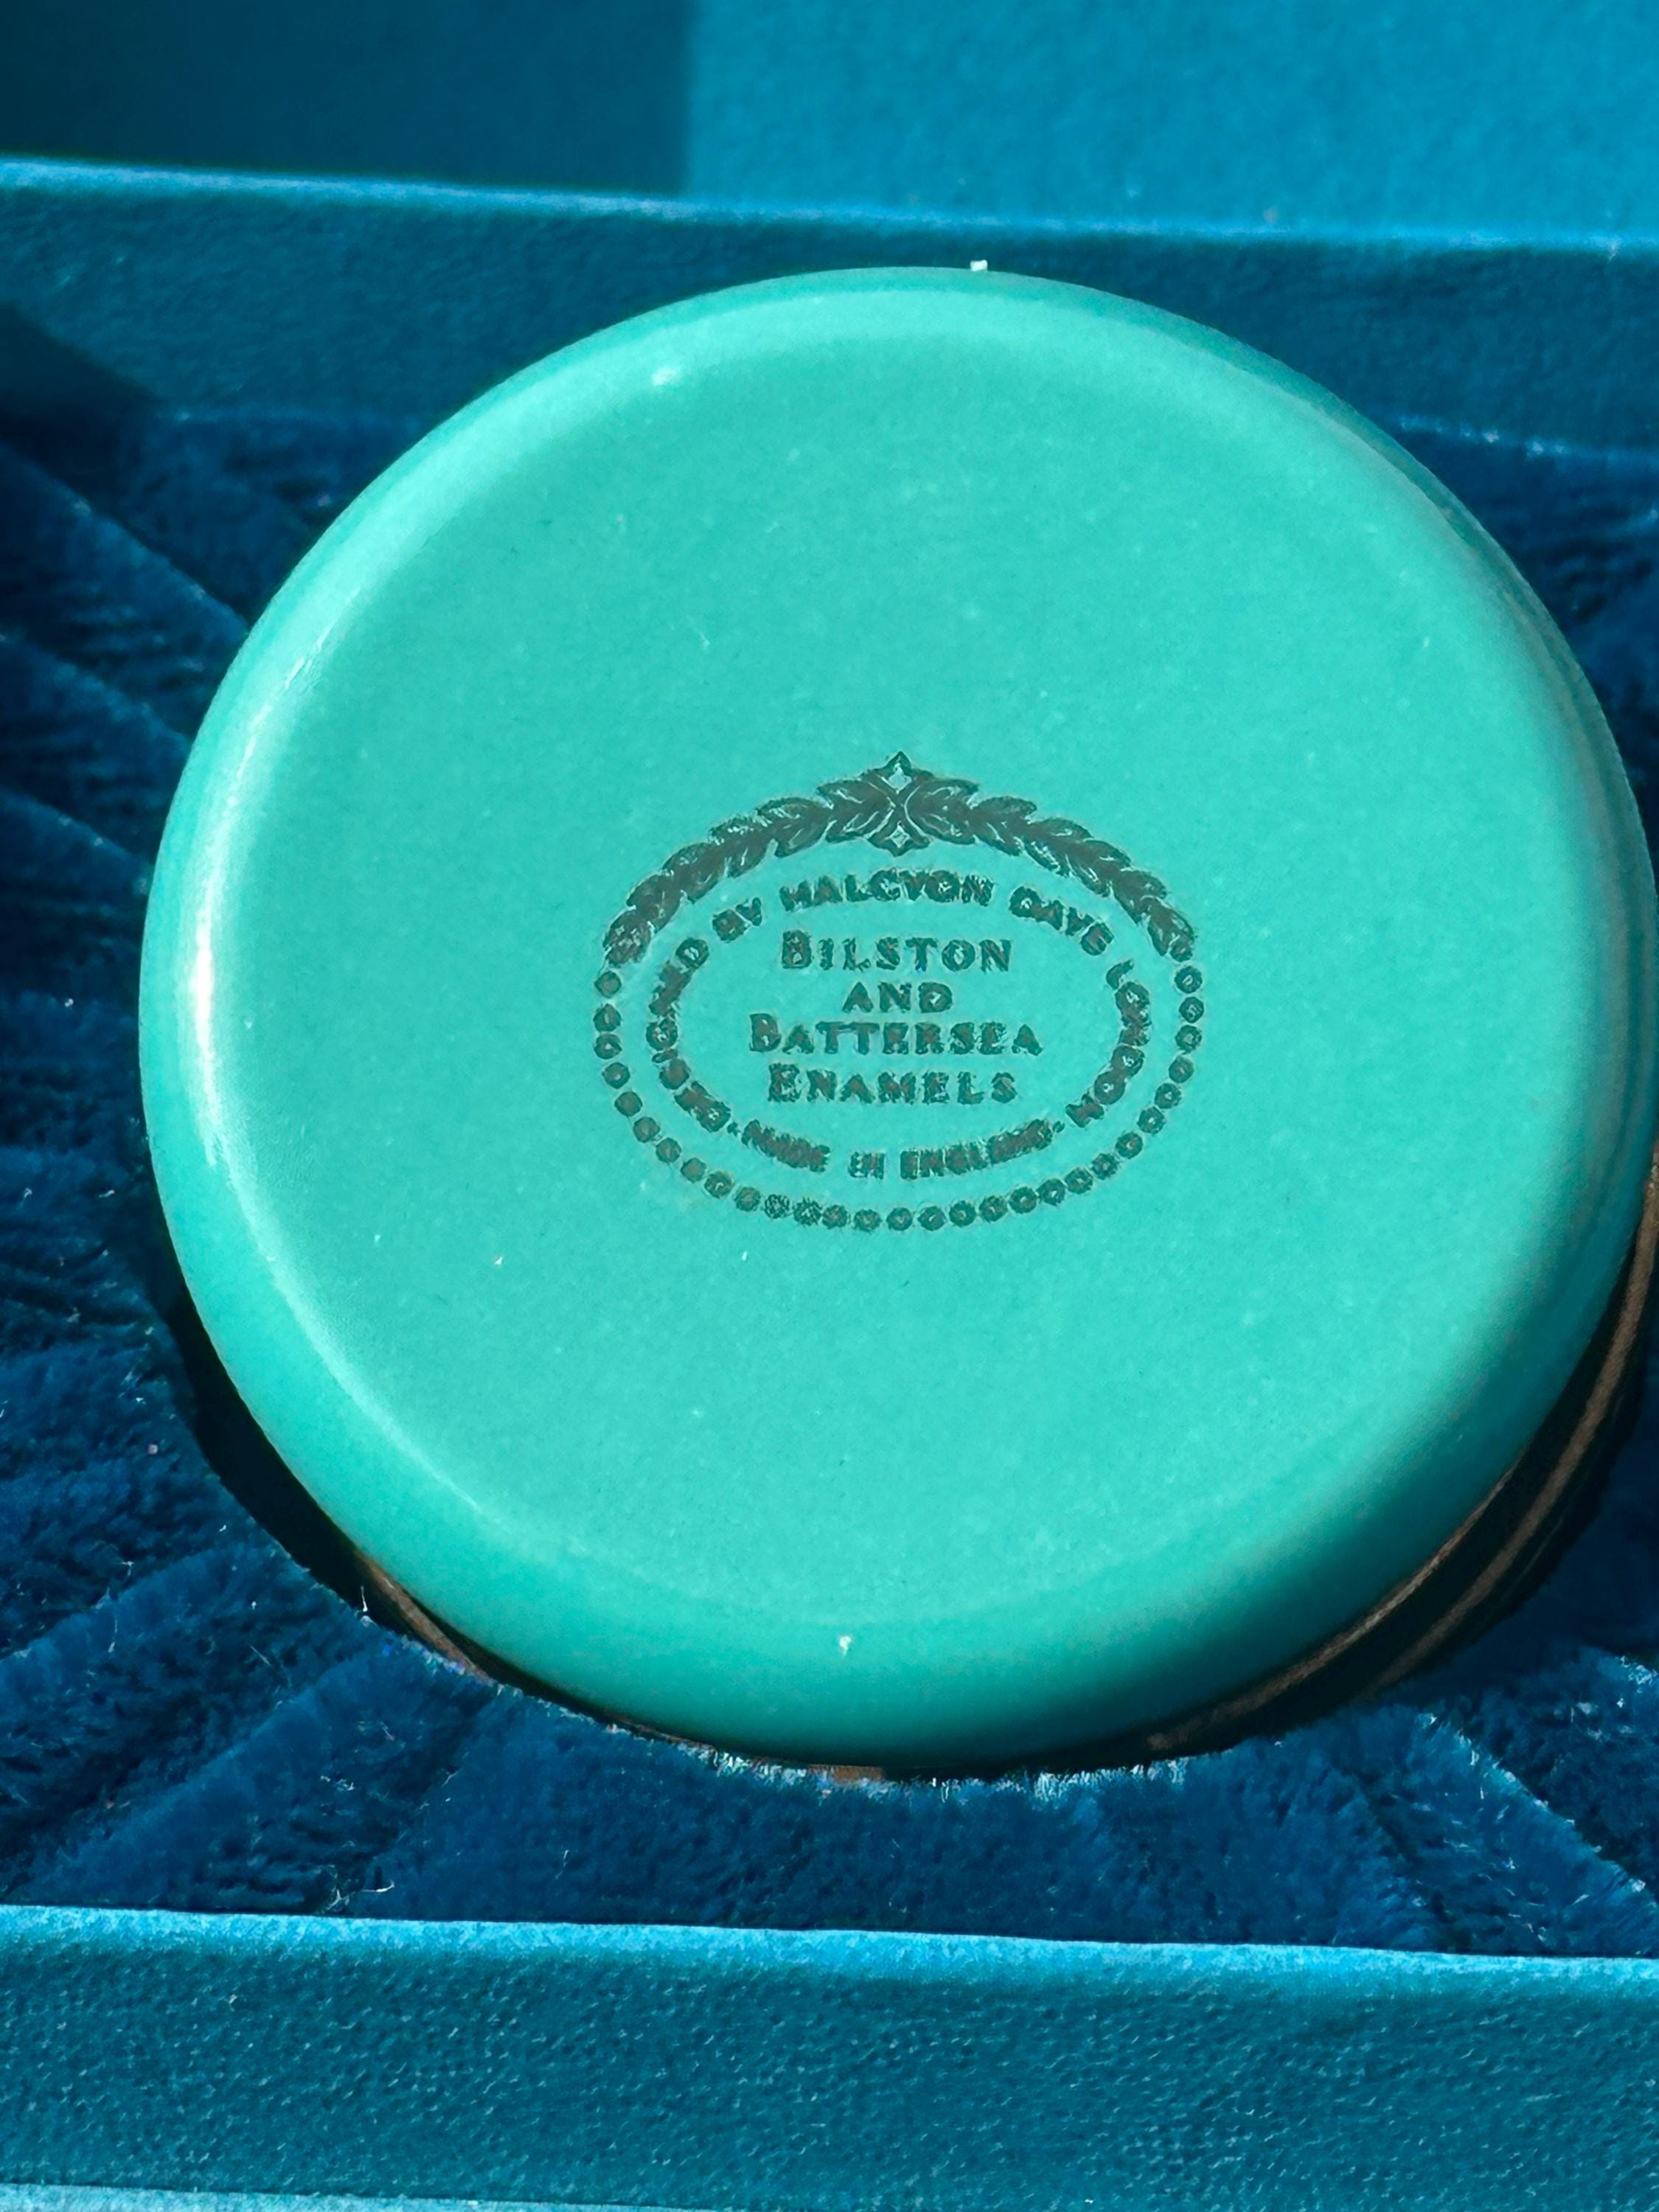 DESIGNED BY HALCYON DAYS LONDON
BILSTON
AND
BATTERSEA
ENAMELS
· MADE IN ENGLAND ·